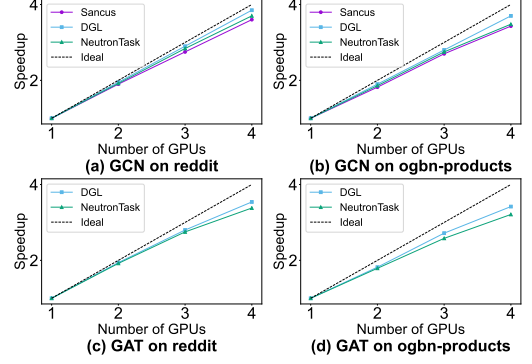 Speedup
4
2
Sancus
DGL
NeutronTask
Ideal
1 2 3 4
Number of GPUs
(a) GCN on reddit
Speedup
4
2
Sancus
DGL
NeutronTask
Ideal
1 2 3 4
Number of GPUs
(b) GCN on ogbn-products
Speedup
4
2
DGL
NeutronTask
Ideal
1 2 3 4
Number of GPUs
(c) GAT on reddit
Speedup
4
2
DGL
NeutronTask
Ideal
1 2 3 4
Number of GPUs
(d) GAT on ogbn-products